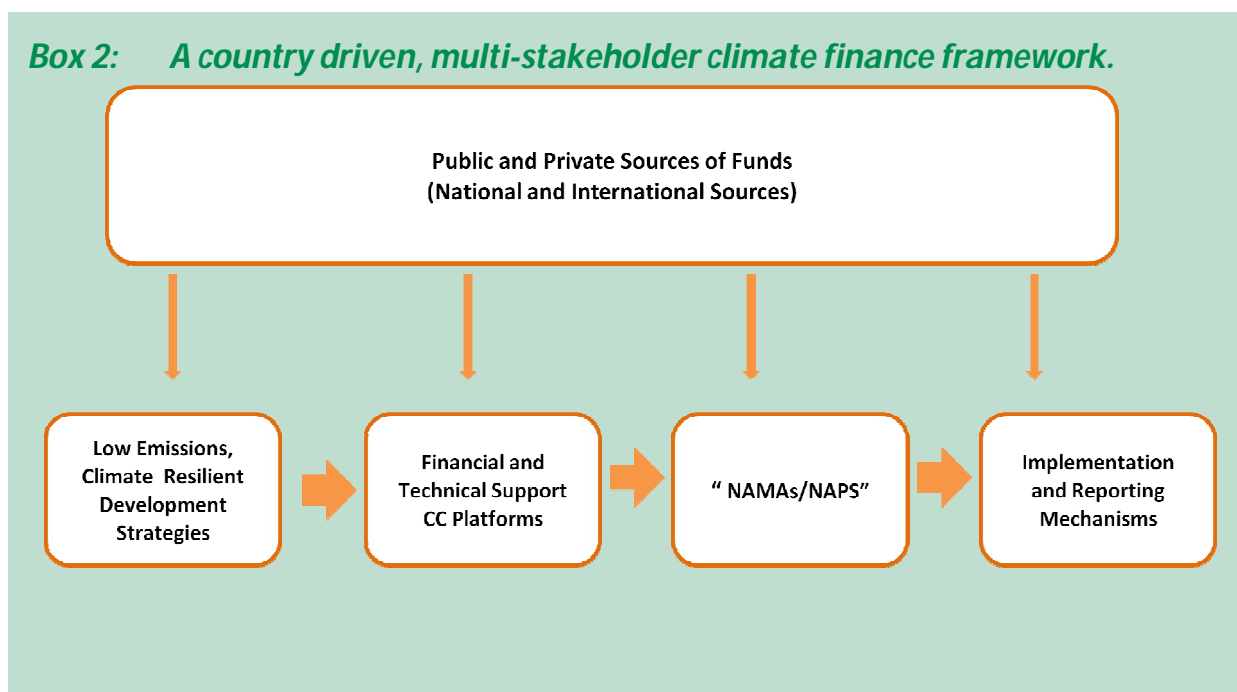 Box 2: A country driven, multi-stakeholder climate finance framework.
Public and Private Sources of Funds
(National and International Sources)
Low Emissions,
Climate Resilient
Development
Strategies
Financial and
Technical Support
CC Platforms
“ NAMAs/NAPS”
Implementation
and Reporting
Mechanisms